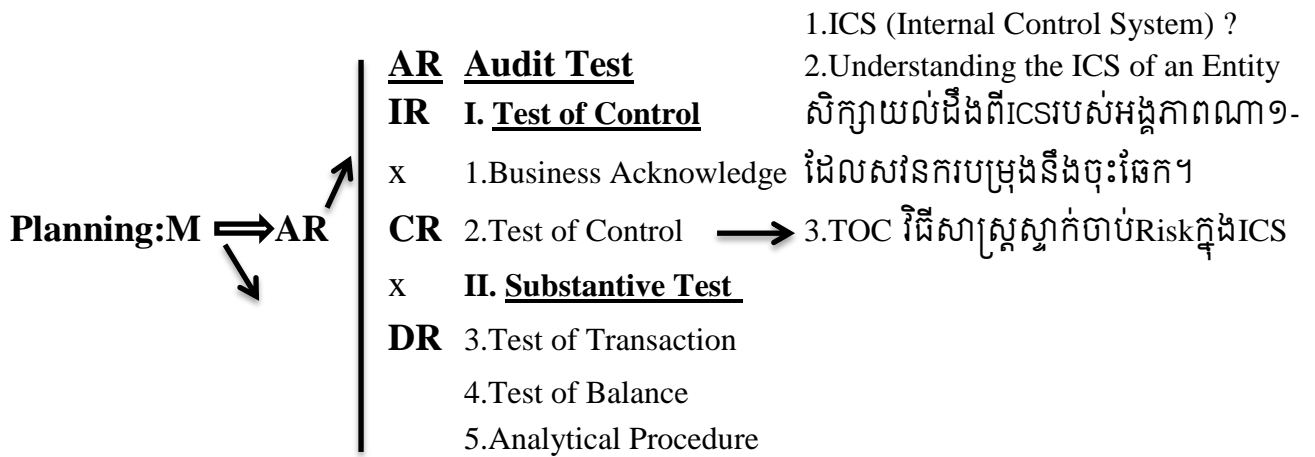 1.ICS (Internal Control System) ?
AR Audit Test 2.Understanding the ICS of an Entity
IR I. Test of Control សិក្សាយល់ដឹងពីICSរបស់អង្គភាពណា១-
x 1.Business Acknowledge ដែលសវនករបម្រុងនឹងចុះឆែក។
Planning:M AR CR 2.Test of Control 3.TOC វិធីសាស្រ្តស្ទាក់ចាប់Riskក្នុងICS
x II. Substantive Test
DR 3.Test of Transaction
4.Test of Balance
5.Analytical Procedure